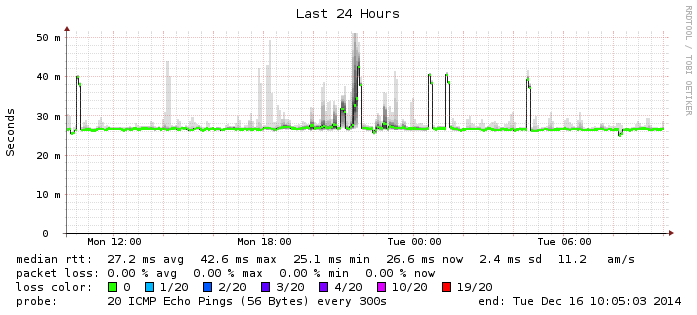 Last 24 Hours
RRDTOOL / TOBI OETIKER
Seconds
50 m
40 m
30 m
20 m
10 m
0
Mon 12:00 Mon 18:00 Tue 00:00 Tue 06:00
median rtt: 27.2 ms avg 42.6 ms max 25.1 ms min 26.6 ms now 2.4 ms sd 11.2 am/s
packet loss: 0.00 % avg 0.00 % max 0.00 % min 0.00 % now
loss color: 0 1/20 2/20 3/20 4/20 10/20 19/20
probe: 20 ICMP Echo Pings (56 Bytes) every 300s end: Tue Dec 16 10:05:03 2014